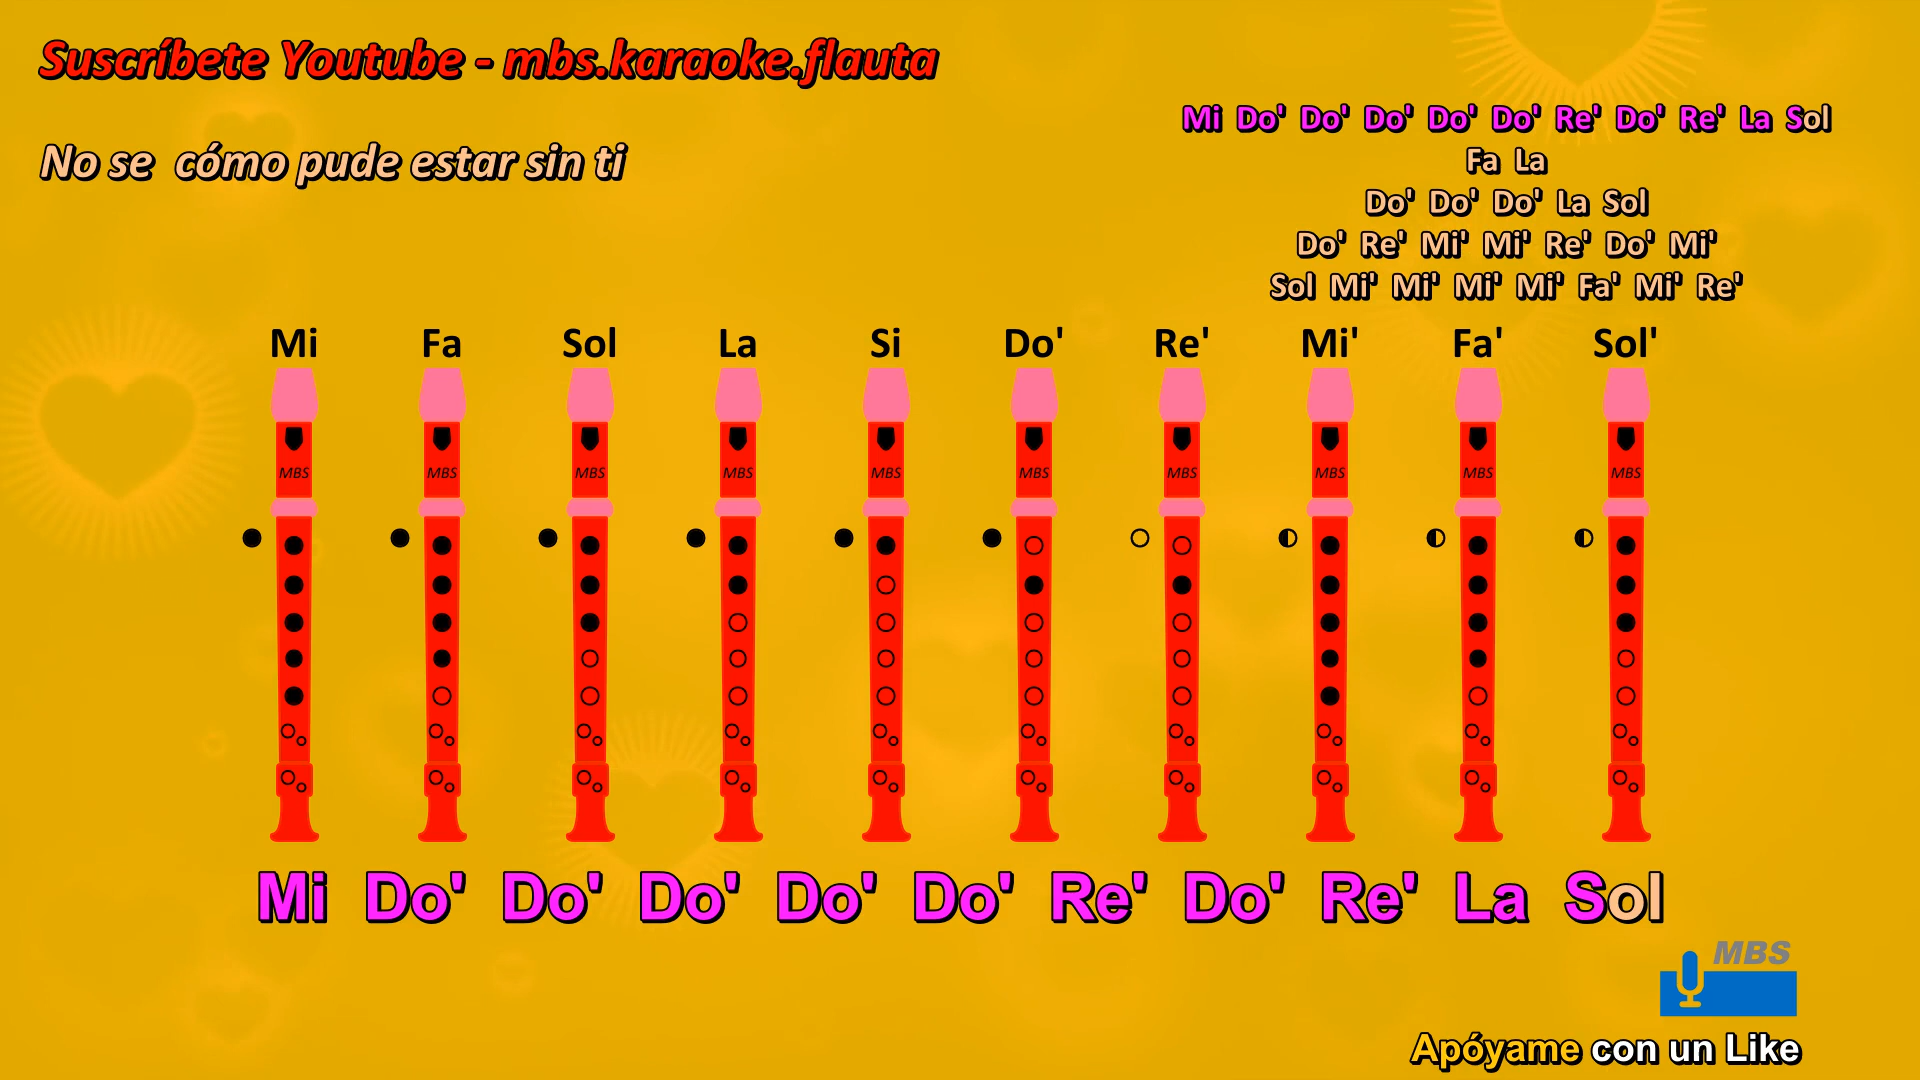 Suscríbete Youtube - mbs.karaoke.flauta
No se cómo pude estar sin ti
Mi Do' Do' Do' Do' Do' Re' Do' Re' La Sol
Fa La
Do' Do' Do' La Sol
Do' Re' Mi' Mi' Re' Do' Mi'
Sol Mi' Mi' Mi' Mi' Fa' Mi' Re'
Mi Fa Sol La Si Do' Re' Mi' Fa' Sol'
MBS MBS MBS MBS MBS MBS MBS MBS MBS MBS
Mi Do' Do' Do' Do' Do' Re' Do' Re' La Sol
MBS
Apóyame con un Like